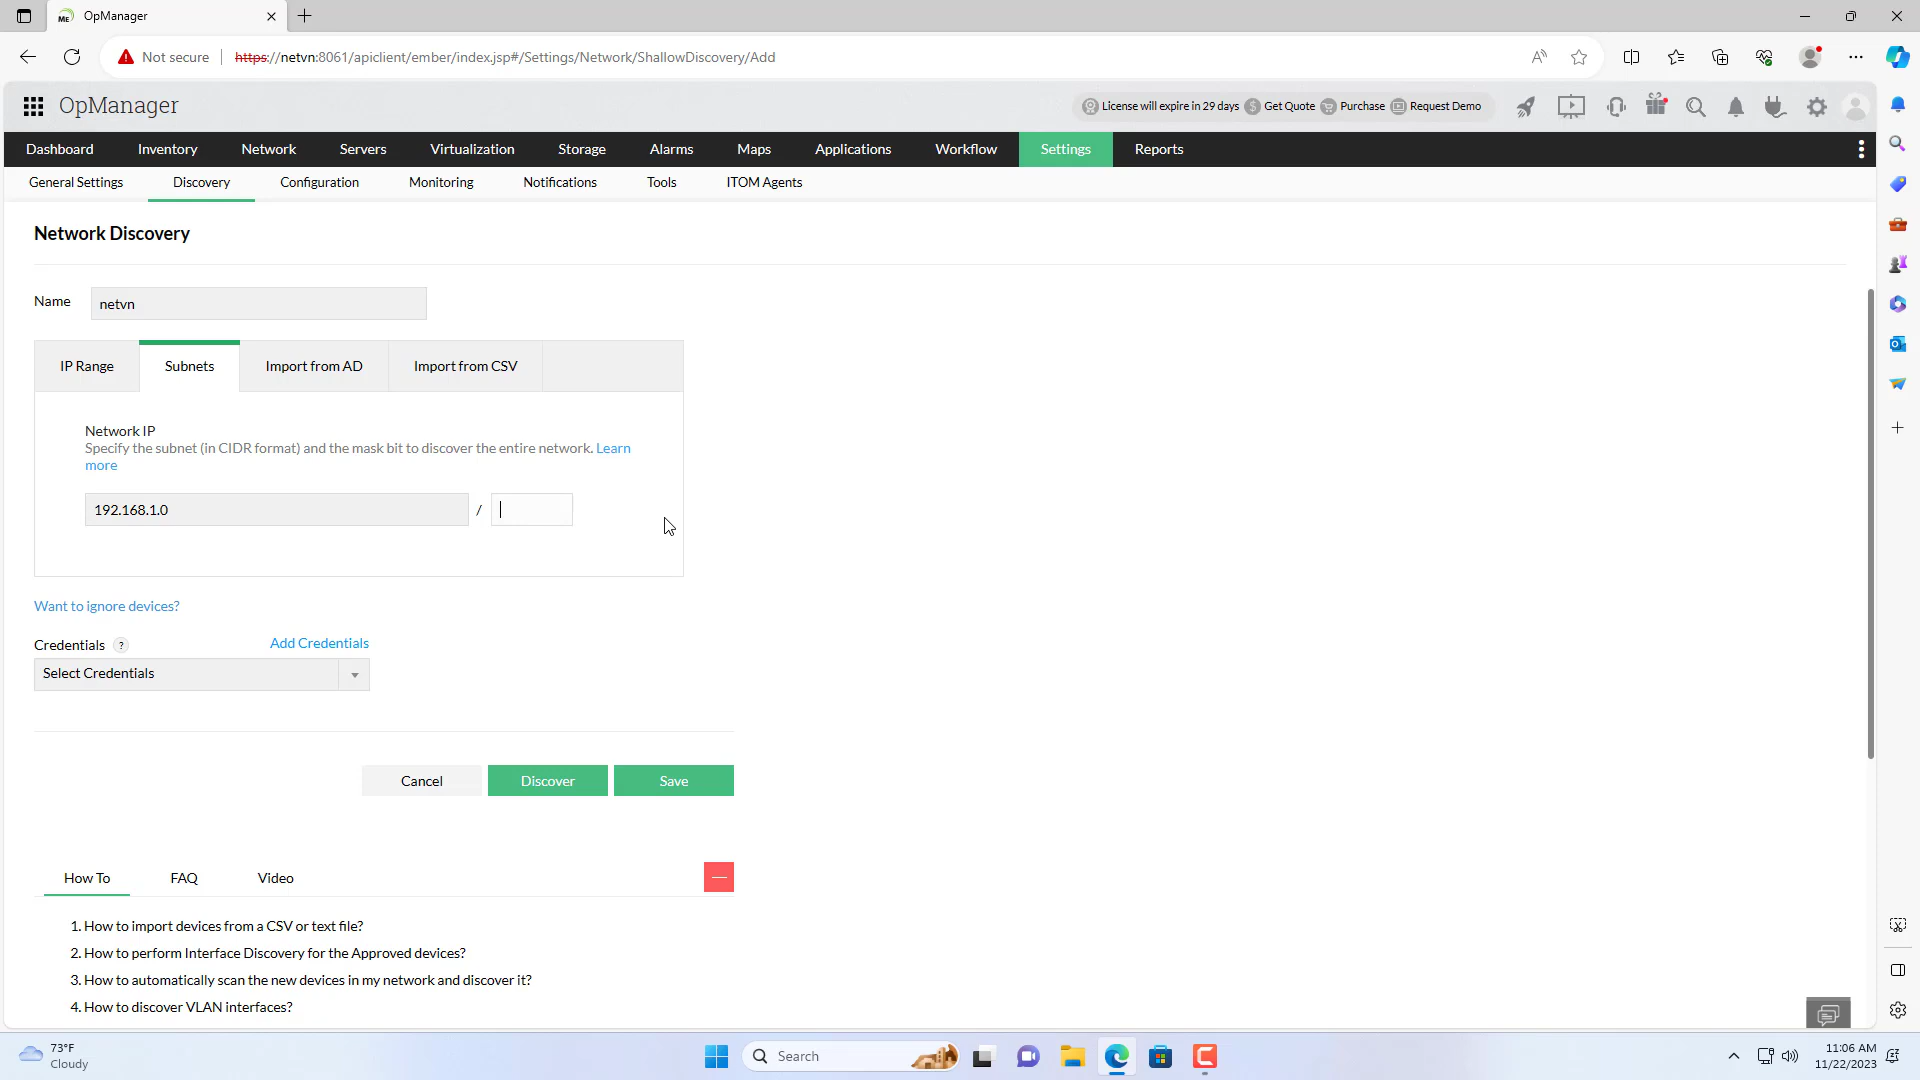 OpManager
Not secure
https://netvn:8061/apiclient/ember/index.jsp#/Settings/Network/ShallowDiscovery/Add
OpManager
License will expire in 29 days Get Quote Purchase Request Demo
Dashboard Inventory Network Servers Virtualization Storage Alarms Maps Applications Workflow Settings Reports
General Settings Discovery Configuration Monitoring Notifications Tools ITOM Agents
Network Discovery
Name netvn
IP Range Subnets Import from AD Import from CSV
Network IP
Specify the subnet (in CIDR format) and the mask bit to discover the entire network. Learn
more
192.168.1.0 /
Want to ignore devices?
Credentials ? Add Credentials
Select Credentials
Cancel Discover Save
How To FAQ Video
1. How to import devices from a CSV or text file?
2. How to perform Interface Discovery for the Approved devices?
3. How to automatically scan the new devices in my network and discover it?
4. How to discover VLAN interfaces?
73°F
Cloudy
Search
11:06 AM
11/22/2023